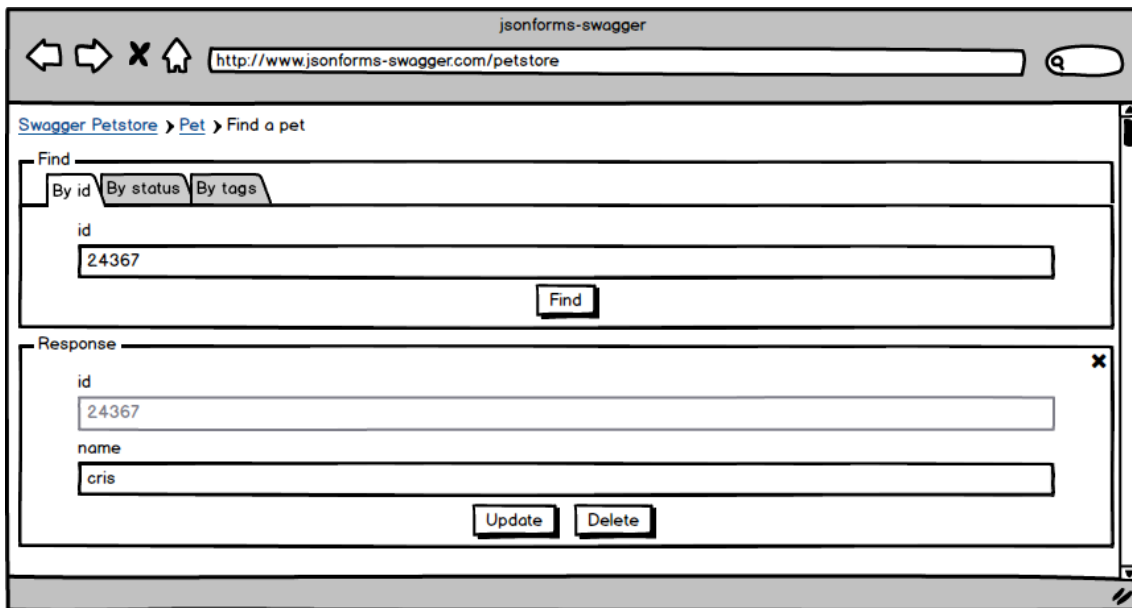 jsonforms-swagger
http://www.jsonforms-swagger.com/petstore
Swagger Petstore > Pet > Find a pet
Find
By id By status By tags
id
24367
Find
Response
id
24367
name
cris
Update Delete